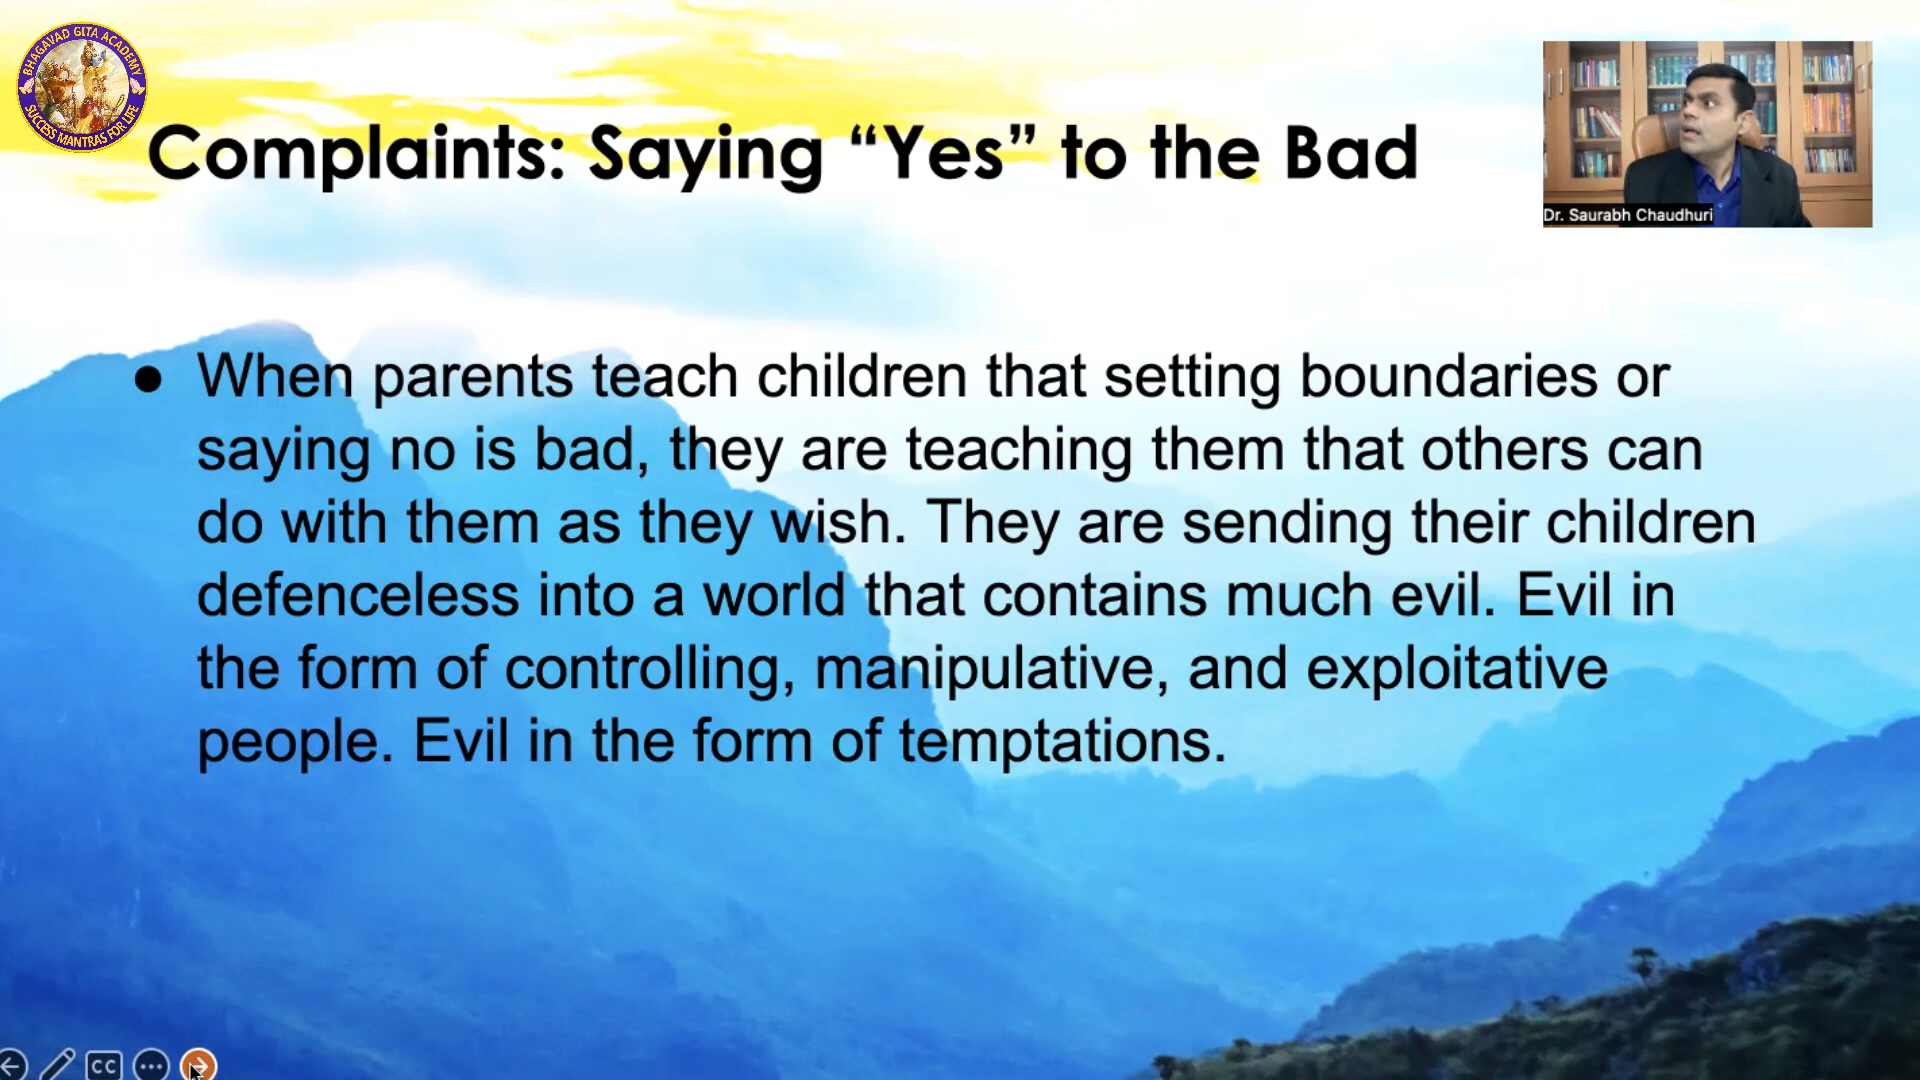 BHAGAVAD GITA ACADEMY
SUCCESS MANTRAS FOR LIFE
Complaints: Saying “Yes” to the Bad
Dr. Saurabh Chaudhuri
● When parents teach children that setting boundaries or
saying no is bad, they are teaching them that others can
do with them as they wish. They are sending their children
defenceless into a world that contains much evil. Evil in
the form of controlling, manipulative, and exploitative
people. Evil in the form of temptations.
CC